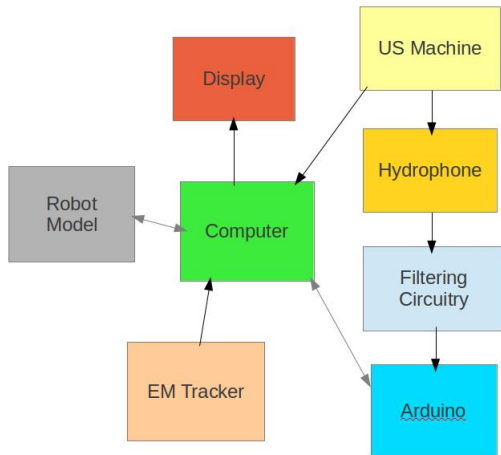 US Machine
Display
Hydrophone
Robot
Model
Computer
Filtering
Circuitry
EM Tracker
Arduino